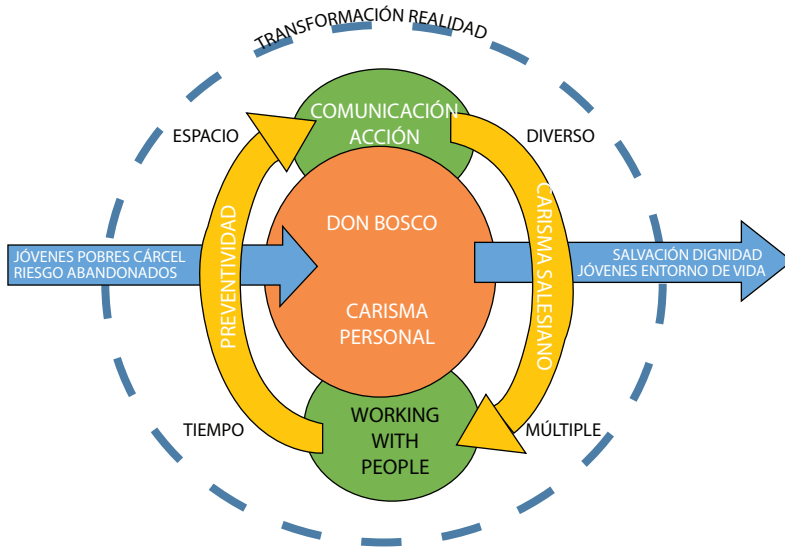 TRANSFORMACIÓN REALIDAD
COMUNICACIÓN
ACCIÓN
ESPACIO
DIVERSO
DON BOSCO
CARISMA
PERSONAL
PREVENTIVIDAD
CARISMA SALESIANO
JÓVENES POBRES CÁRCEL
RIESGO ABANDONADOS
SALVACIÓN DIGNIDAD
JÓVENES ENTORNO DE VIDA
TIEMPO
MÚLTIPLE
WORKING
WITH
PEOPLE